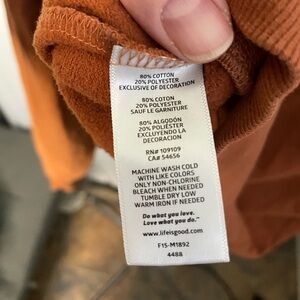 80% COTTON
20% POLYESTER
EXCLUSIVE OF DECORATION
80% COTON
20% POLYESTER
SAUF LE GARNITURE
80% ALGODÓN
20% POLIÉSTER
EXCLUYENDO LA
DECORACIÓN
RN# 109109
CA# 54656
MACHINE WASH COLD
WITH LIKE COLORS
ONLY NON-CHLORINE
BLEACH WHEN NEEDED
TUMBLE DRY LOW
WARM IRON IF NEEDED
Do what you love.
Love what you do.™
www.lifeisgood.com
F15-M1892
4488